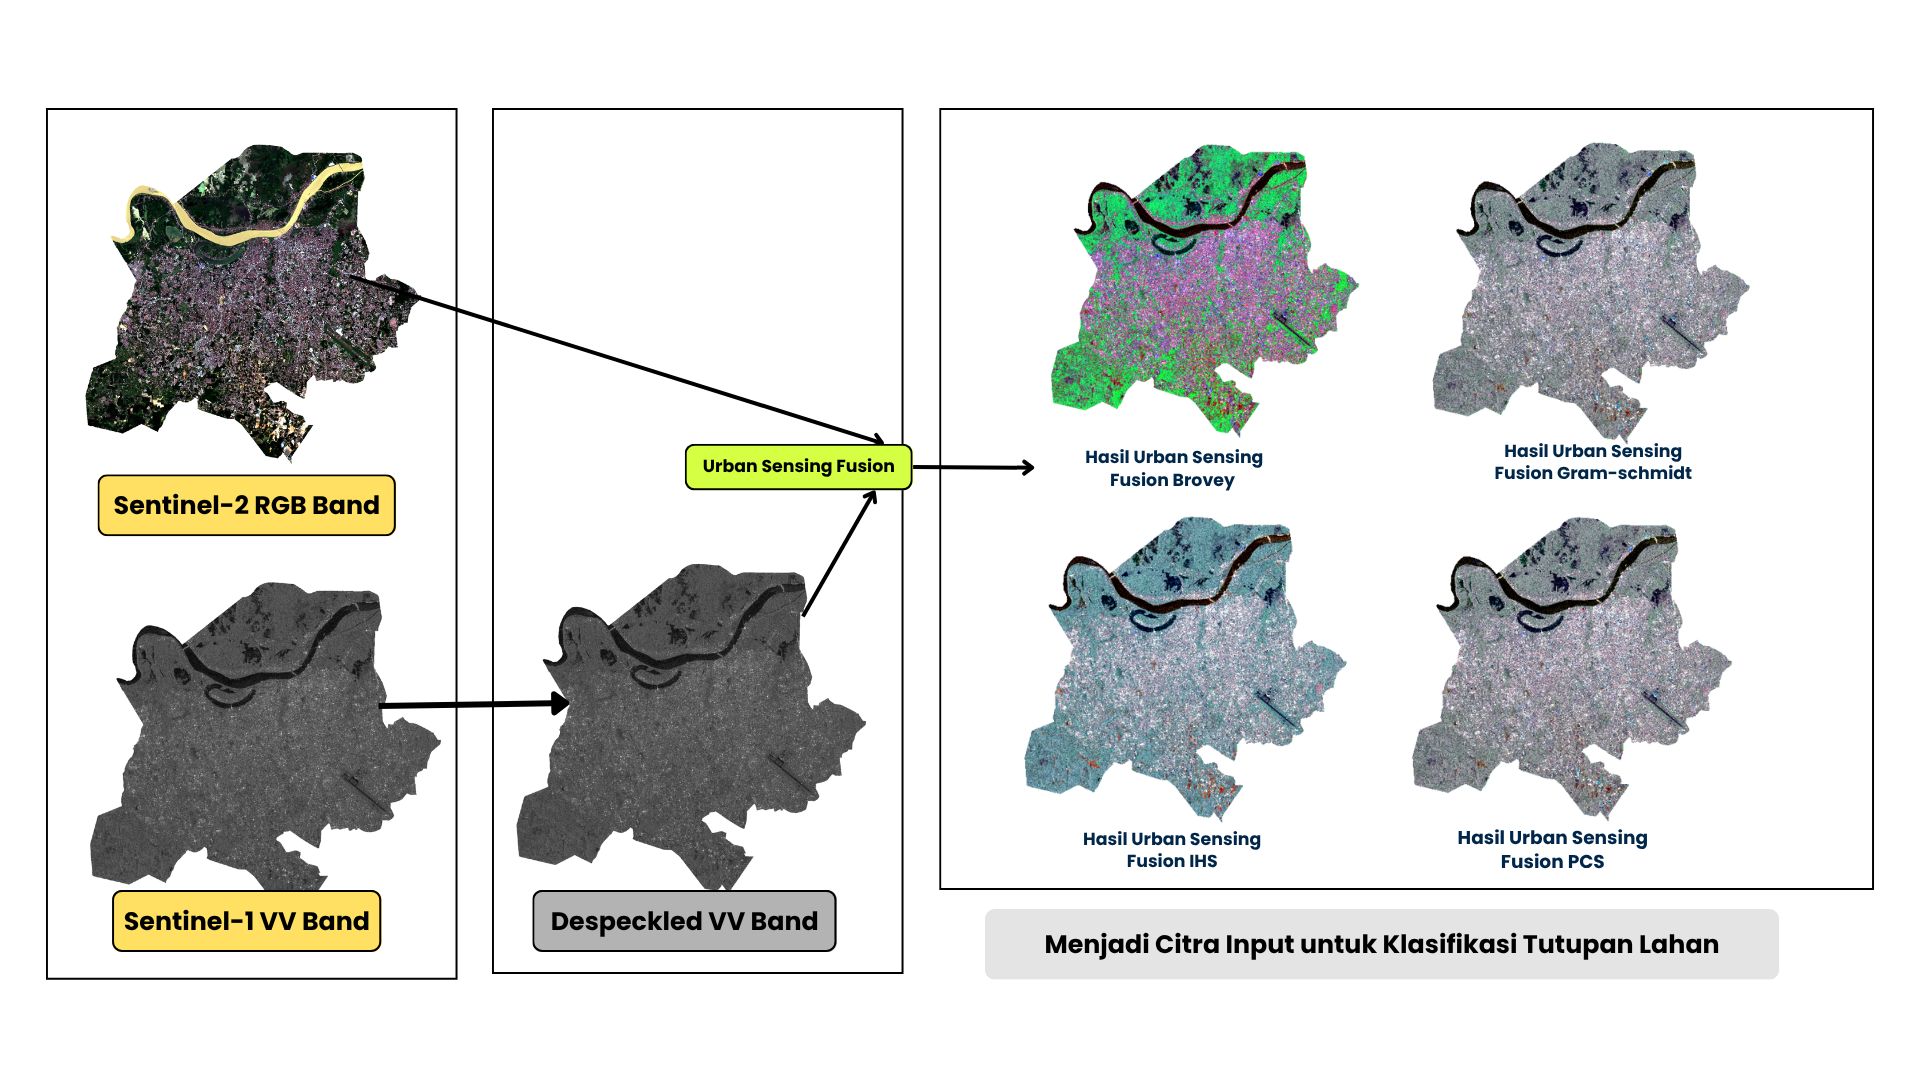 Sentinel-2 RGB Band
Sentinel-1 VV Band
Urban Sensing Fusion
Despeckled VV Band
Hasil Urban Sensing
Fusion Brovey
Hasil Urban Sensing
Fusion Gram-schmidt
Hasil Urban Sensing
Fusion IHS
Hasil Urban Sensing
Fusion PCS
Menjadi Citra Input untuk Klasifikasi Tutupan Lahan